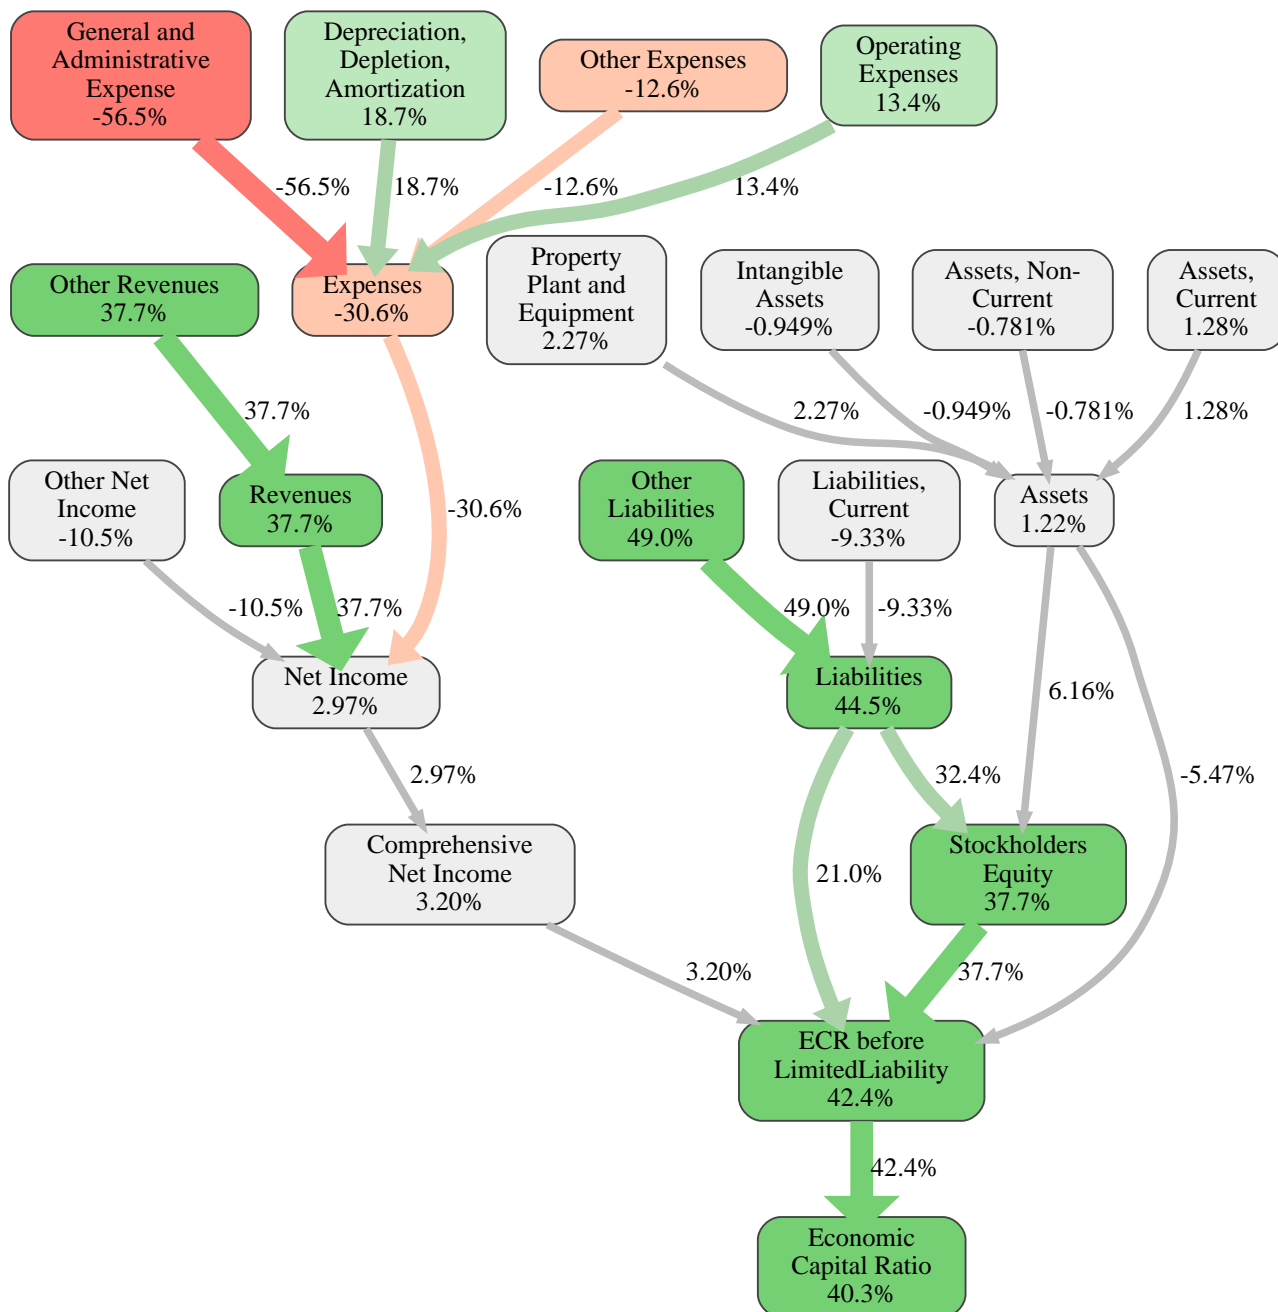 General and
Administrative
Expense
-56.5%
Depreciation,
Depletion,
Amortization
18.7%
Other Expenses
-12.6%
Operating
Expenses
13.4%
-56.5%
18.7%
-12.6%
13.4%
Other Revenues
37.7%
Expenses
-30.6%
Property
Plant and
Equipment
2.27%
Intangible
Assets
-0.949%
Assets, Non-
Current
-0.781%
Assets,
Current
1.28%
37.7%
2.27%
-0.949%
-0.781%
1.28%
Other Net
Income
-10.5%
Revenues
37.7%
-30.6%
Other
Liabilities
49.0%
Liabilities,
Current
-9.33%
Assets
1.22%
-10.5%
37.7%
49.0%
-9.33%
Net Income
2.97%
Liabilities
44.5%
6.16%
2.97%
32.4%
-5.47%
Comprehensive
Net Income
3.20%
21.0%
Stockholders
Equity
37.7%
3.20%
37.7%
ECR before
LimitedLiability
42.4%
42.4%
Economic
Capital Ratio
40.3%